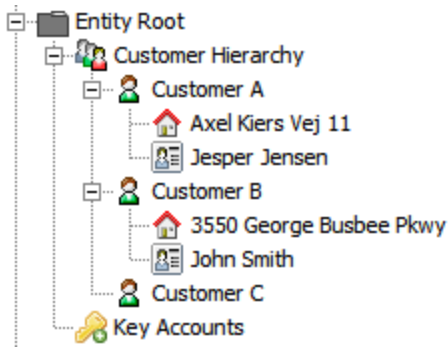 Entity Root
Customer Hierarchy
Customer A
Axel Kiers Vej 11
Jesper Jensen
Customer B
3550 George Busbee Pkwy
John Smith
Customer C
Key Accounts